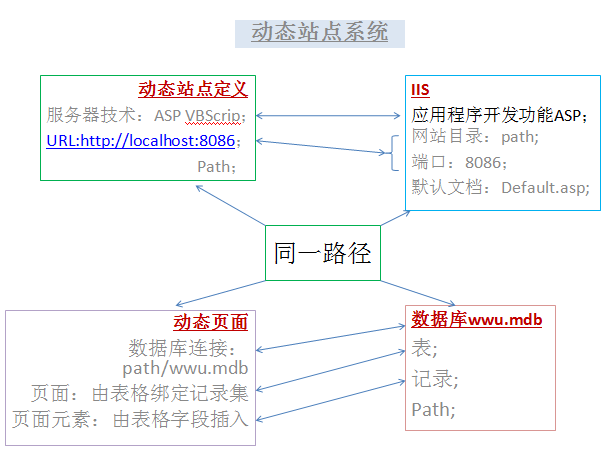 动态站点系统
动态站点定义
服务器技术：ASP VBScrip；
URL:http://localhost:8086；
Path；
IIS
应用程序开发功能ASP；
网站目录：path;
端口：8086；
默认文档：Default.asp;
同一路径
动态页面
数据库连接：
path/wwu.mdb
页面：由表格绑定记录集
页面元素：由表格字段插入
数据库wwu.mdb
表;
记录;
Path;